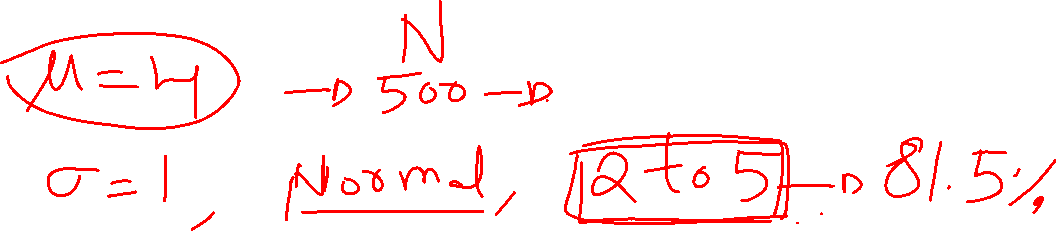 N
μ = 4 → 500 →
σ = 1, Normal, 2 to 5 → 81.5%